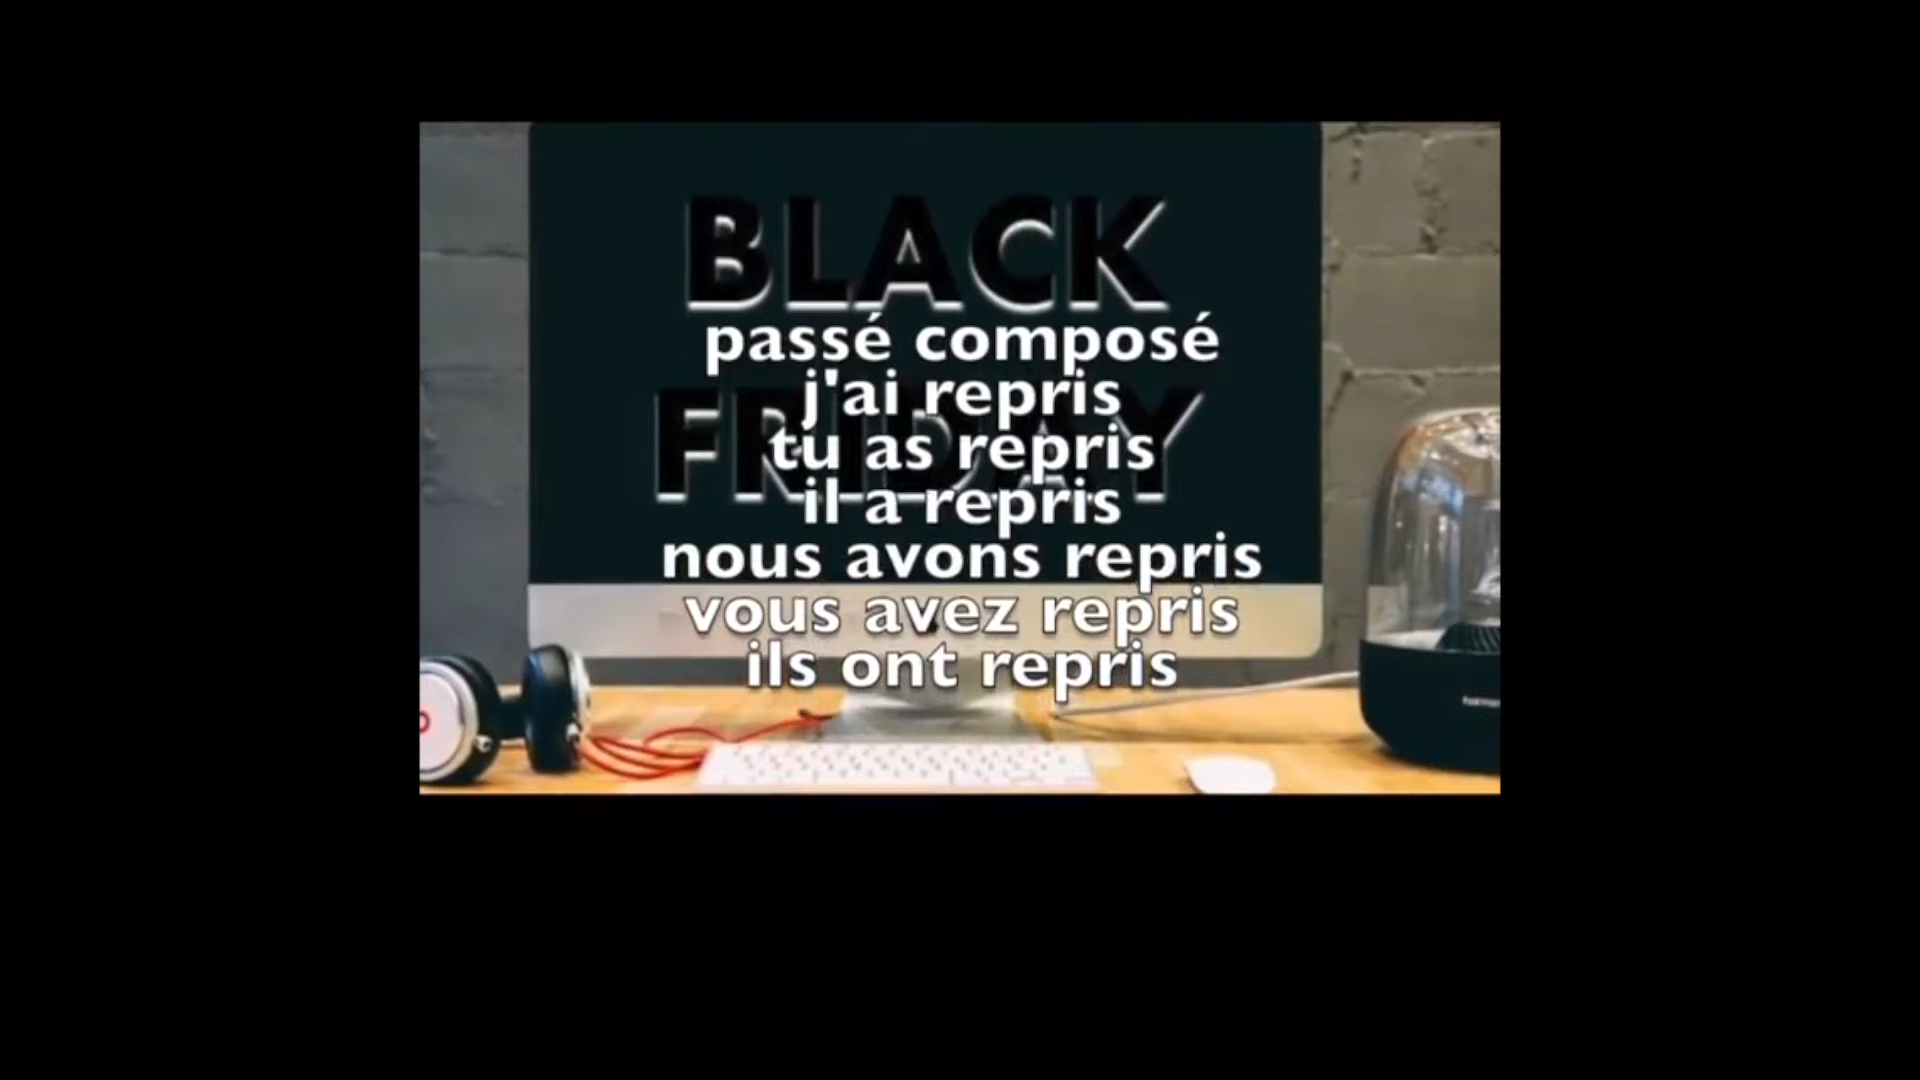 BLACK
passé composé
j'ai repris
FRIDAY
tu as repris
il a repris
nous avons repris
vous avez repris
ils ont repris